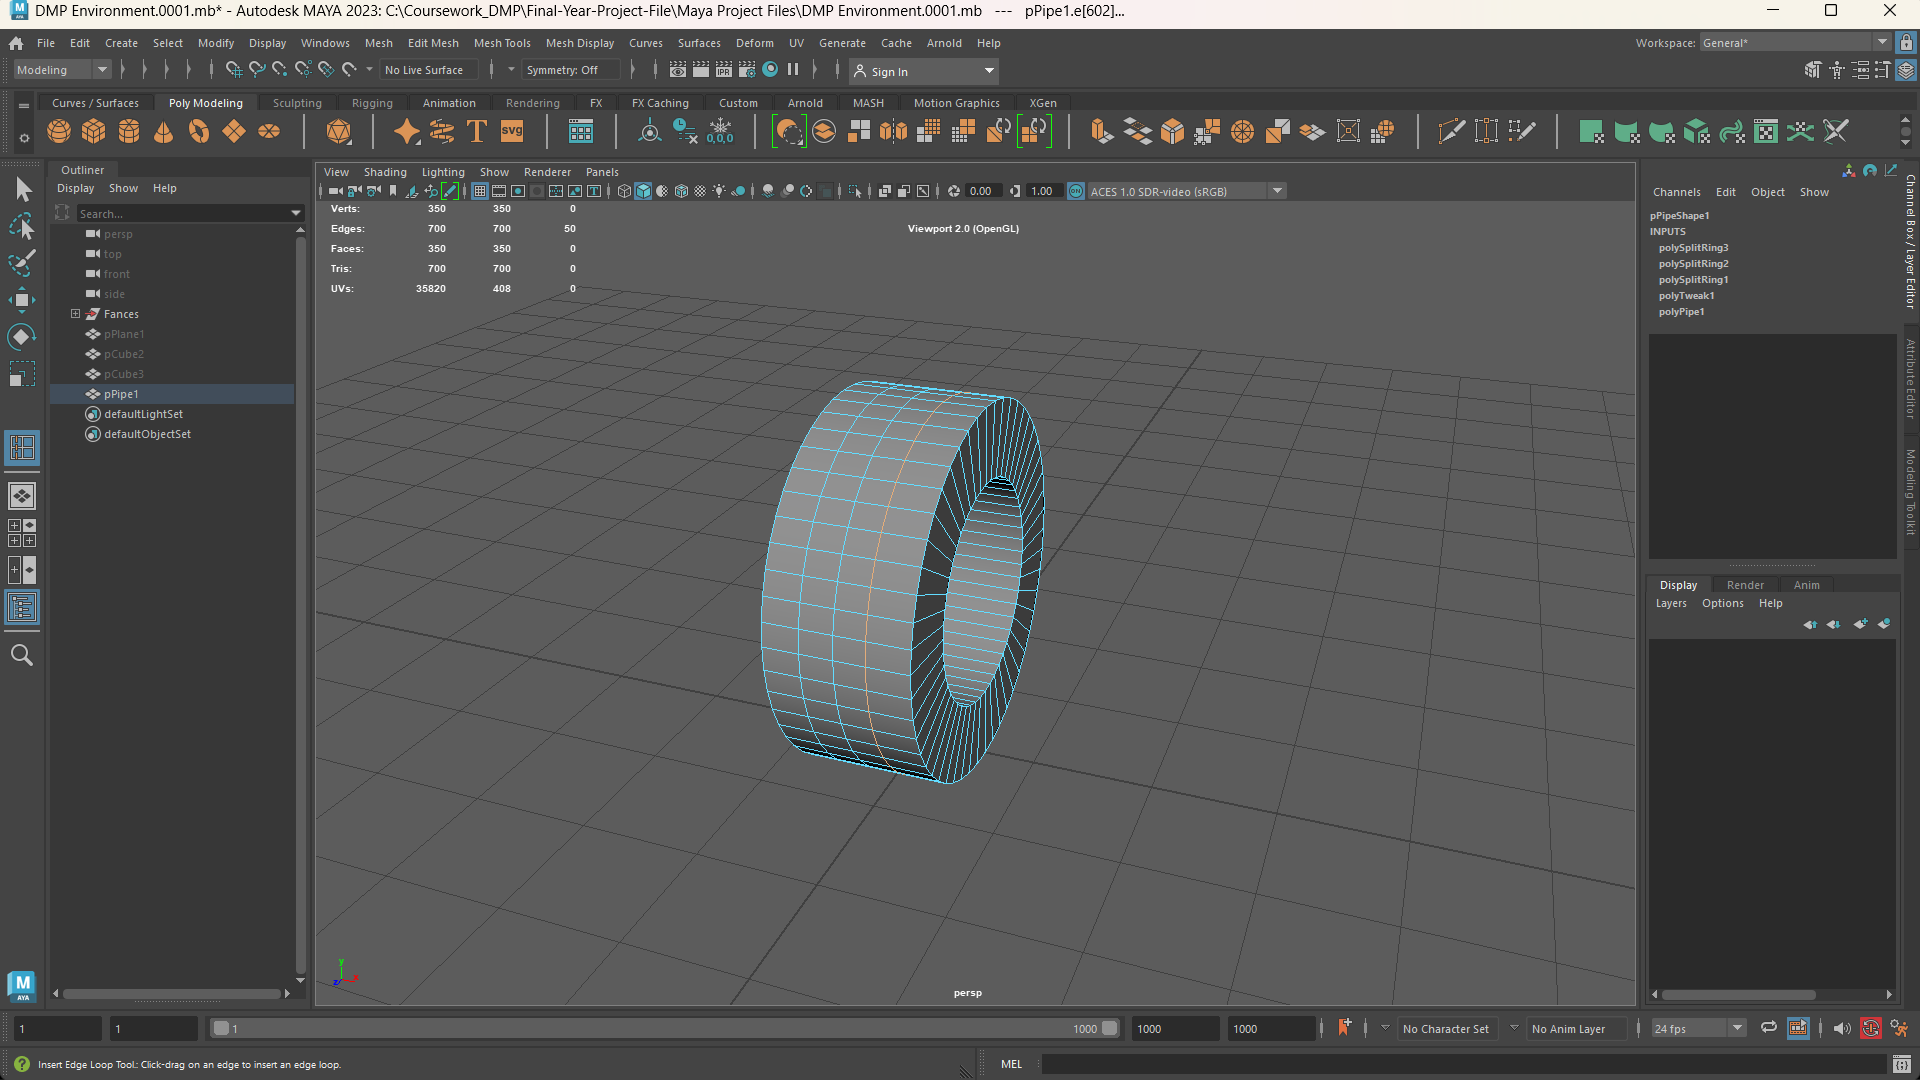 DMP Environment.0001.mb* - Autodesk MAYA 2023: C:\Coursework_DMP\Final-Year-Project-File\Maya Project Files\DMP Environment.0001.mb --- pPipe1.e[602]...
File Edit Create Select Modify Display Windows Mesh Edit Mesh Mesh Tools Mesh Display Curves Surfaces Deform UV Generate Cache Arnold Help
Workspace: General*
Modeling No Live Surface Symmetry: Off IPR Sign In
Curves / Surfaces Poly Modeling Sculpting Rigging Animation Rendering FX FX Caching Custom Arnold MASH Motion Graphics XGen
T SVG 0,0,0
Outliner
Display Show Help
Search...
persp
top
front
side
Fances
pPlane1
pCube2
pCube3
pPipe1
defaultLightSet
defaultObjectSet
M
AYA
View Shading Lighting Show Renderer Panels
0.00 1.00 ON ACES 1.0 SDR-video (sRGB)
Verts: 350 350 0
Edges: 700 700 50
Faces: 350 350 0
Tris: 700 700 0
UVs: 35820 408 0
Viewport 2.0 (OpenGL)
y
x
z
persp
Channels Edit Object Show
pPipeShape1
INPUTS
polySplitRing3
polySplitRing2
polySplitRing1
polyTweak1
polyPipe1
Channel Box / Layer Editor
Attribute Editor
Modeling Toolkit
Display Render Anim
Layers Options Help
1 1 1 1000 1000 1000 No Character Set No Anim Layer 24 fps
Insert Edge Loop Tool: Click-drag on an edge to insert an edge loop.
MEL